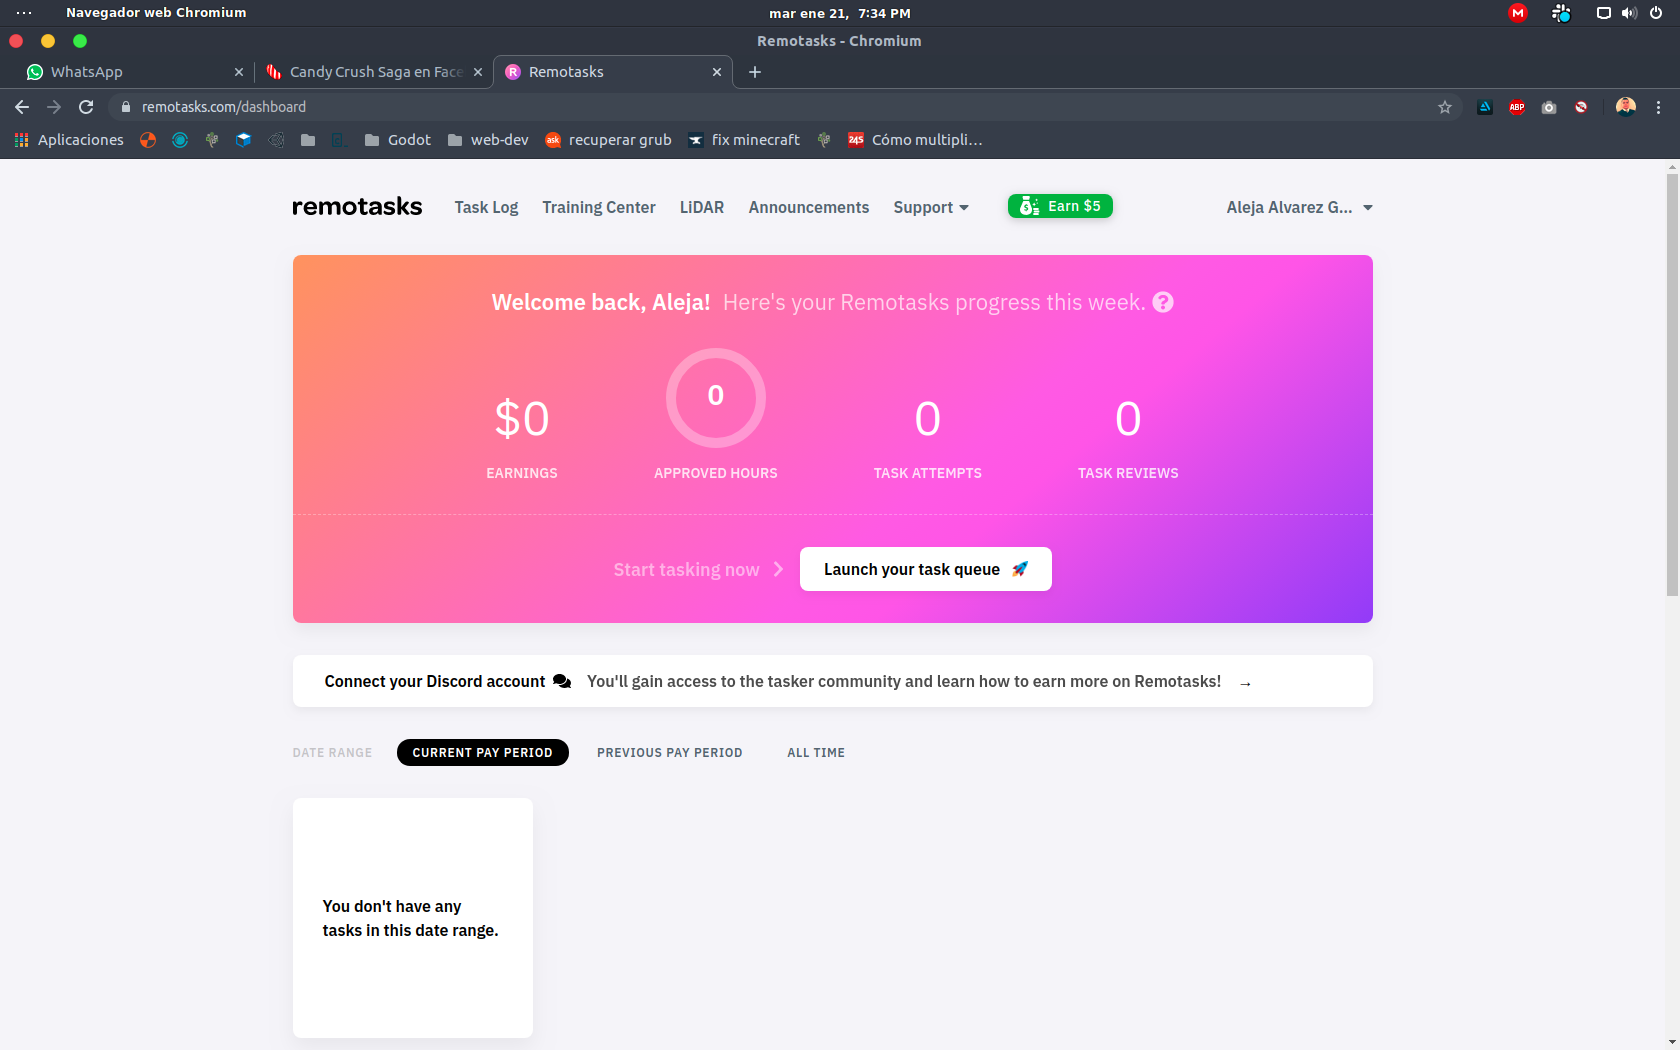 Navegador web Chromium
mar ene 21, 7:34 PM
Remotasks - Chromium
WhatsApp
Candy Crush Saga en Face
Remotasks
remotasks.com/dashboard
ABP
Aplicaciones
Godot
web-dev
ask
recuperar grub
fix minecraft
245
Cómo multipli...
remotasks
Task Log
Training Center
LiDAR
Announcements
Support
Earn $5
Aleja Alvarez G...
Welcome back, Aleja! Here's your Remotasks progress this week. ?
$0
0
0
0
EARNINGS
APPROVED HOURS
TASK ATTEMPTS
TASK REVIEWS
Start tasking now
Launch your task queue
Connect your Discord account You'll gain access to the tasker community and learn how to earn more on Remotasks! →
DATE RANGE
CURRENT PAY PERIOD
PREVIOUS PAY PERIOD
ALL TIME
You don't have any
tasks in this date range.